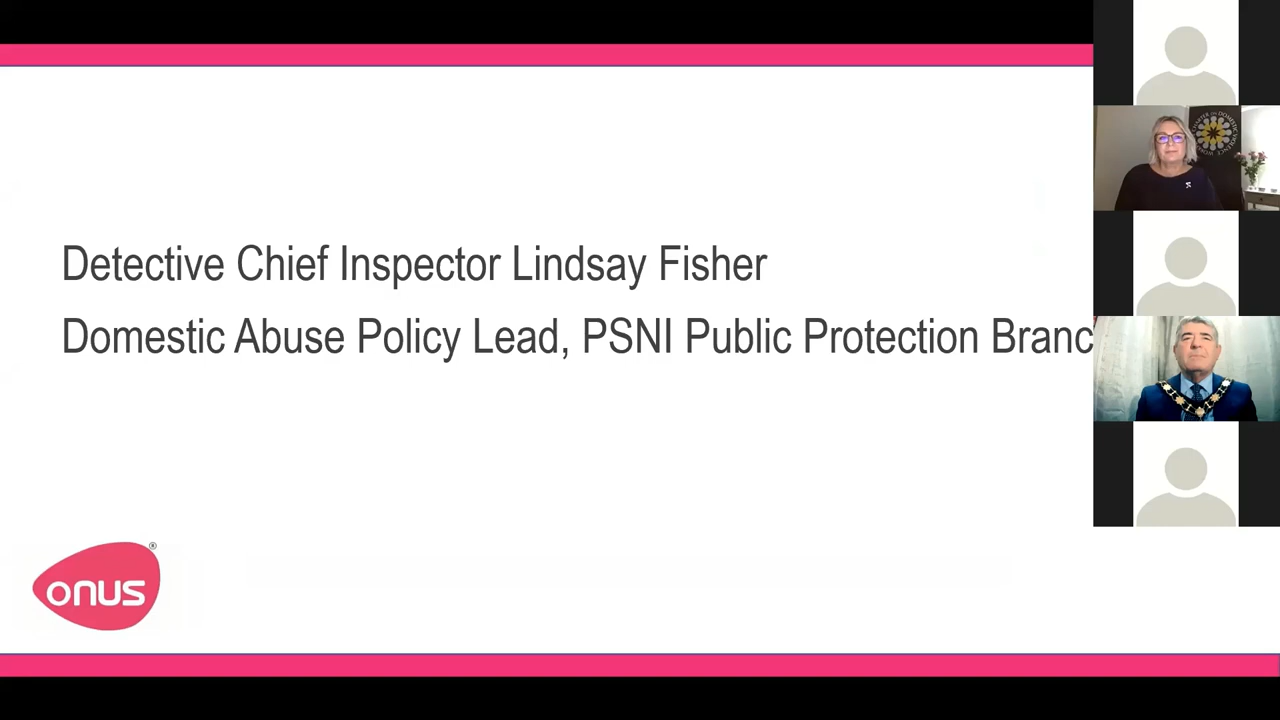 Detective Chief Inspector Lindsay Fisher
Domestic Abuse Policy Lead, PSNI Public Protection Branc
onus
®